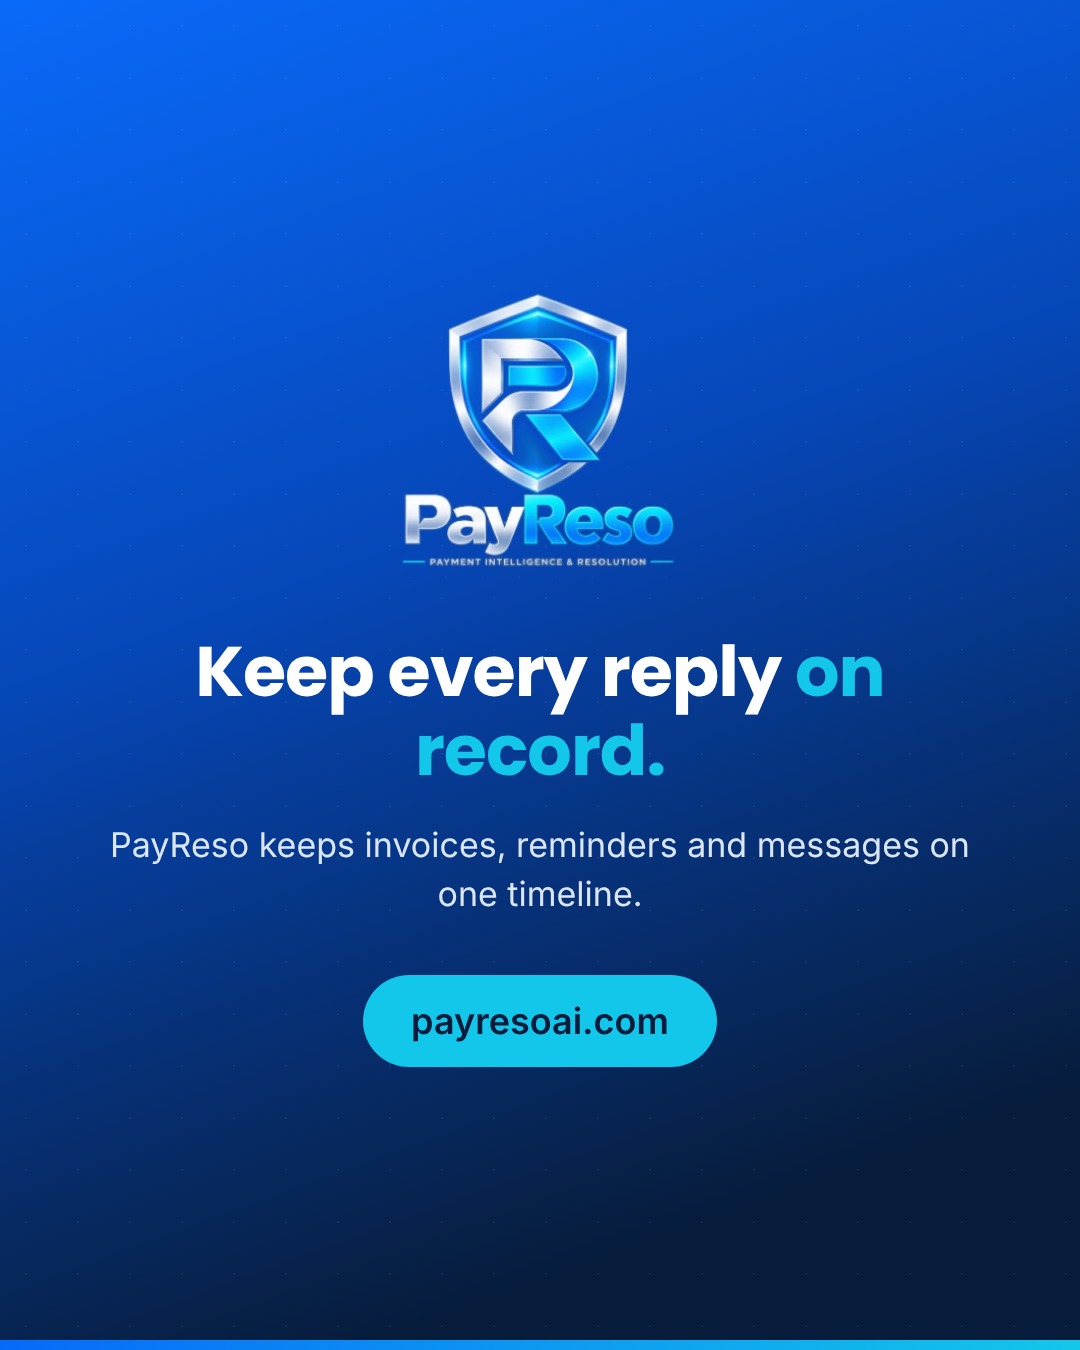 PayReso
PAYMENT INTELLIGENCE & RESOLUTION
Keep every reply on
record.
PayReso keeps invoices, reminders and messages on
one timeline.
payresoai.com